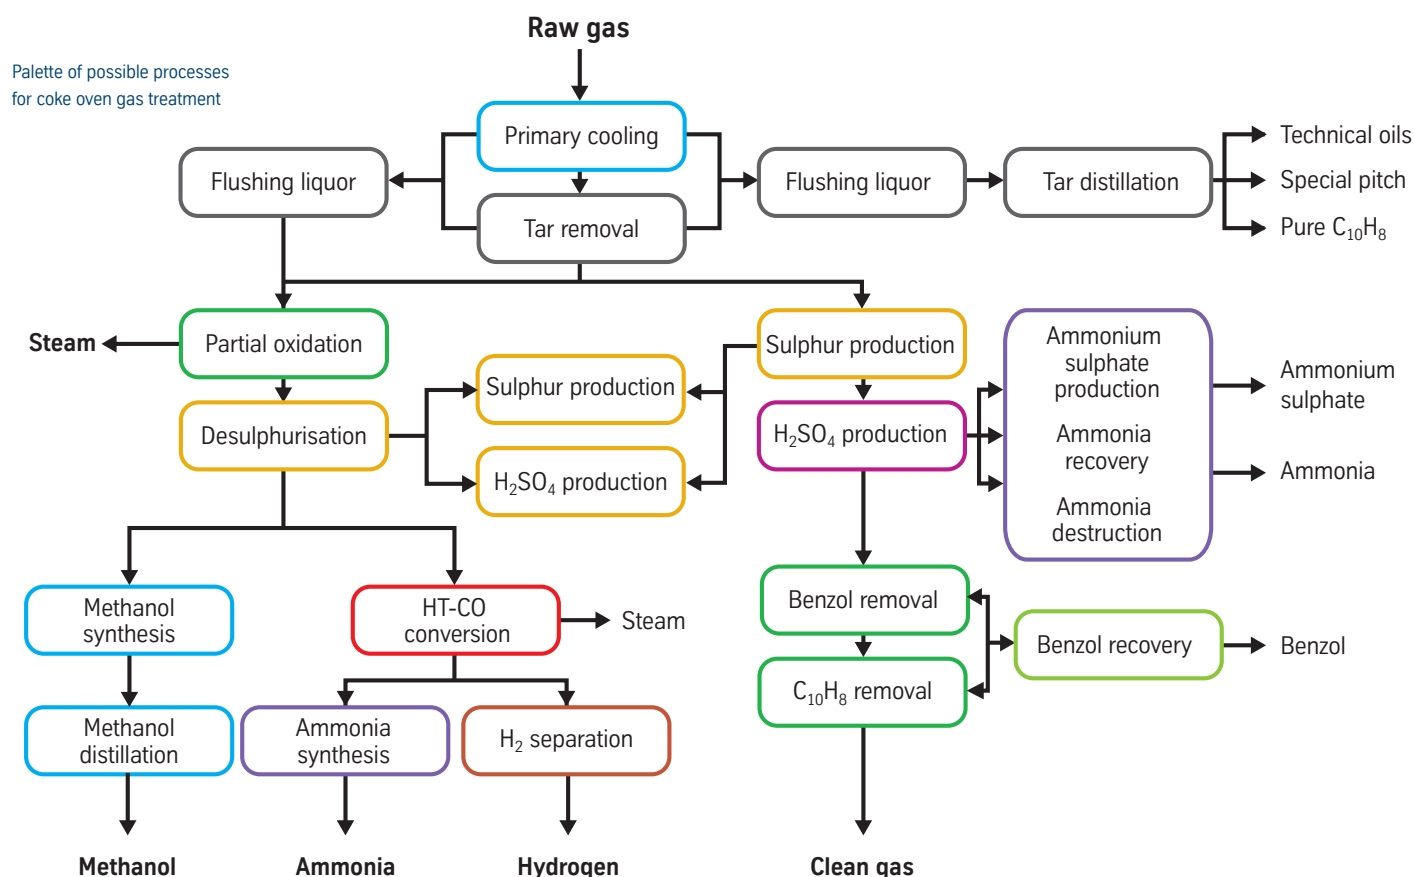 Raw gas
Palette of possible processes
for coke oven gas treatment
Primary cooling
Technical oils
Flushing liquor
Flushing liquor
Tar distillation
Special pitch
Tar removal
Pure C₁₀H₈
Steam
Partial oxidation
Sulphur production
Ammonium
sulphate
production
Ammonia
recovery
Ammonia
destruction
Ammonium
sulphate
Sulphur production
Desulphurisation
H₂SO₄ production
H₂SO₄ production
Ammonia
Methanol
synthesis
HT-CO
conversion
Steam
Benzol removal
Benzol recovery
Benzol
C₁₀H₈ removal
Methanol
distillation
Ammonia
synthesis
H₂ separation
Methanol
Ammonia
Hydrogen
Clean gas